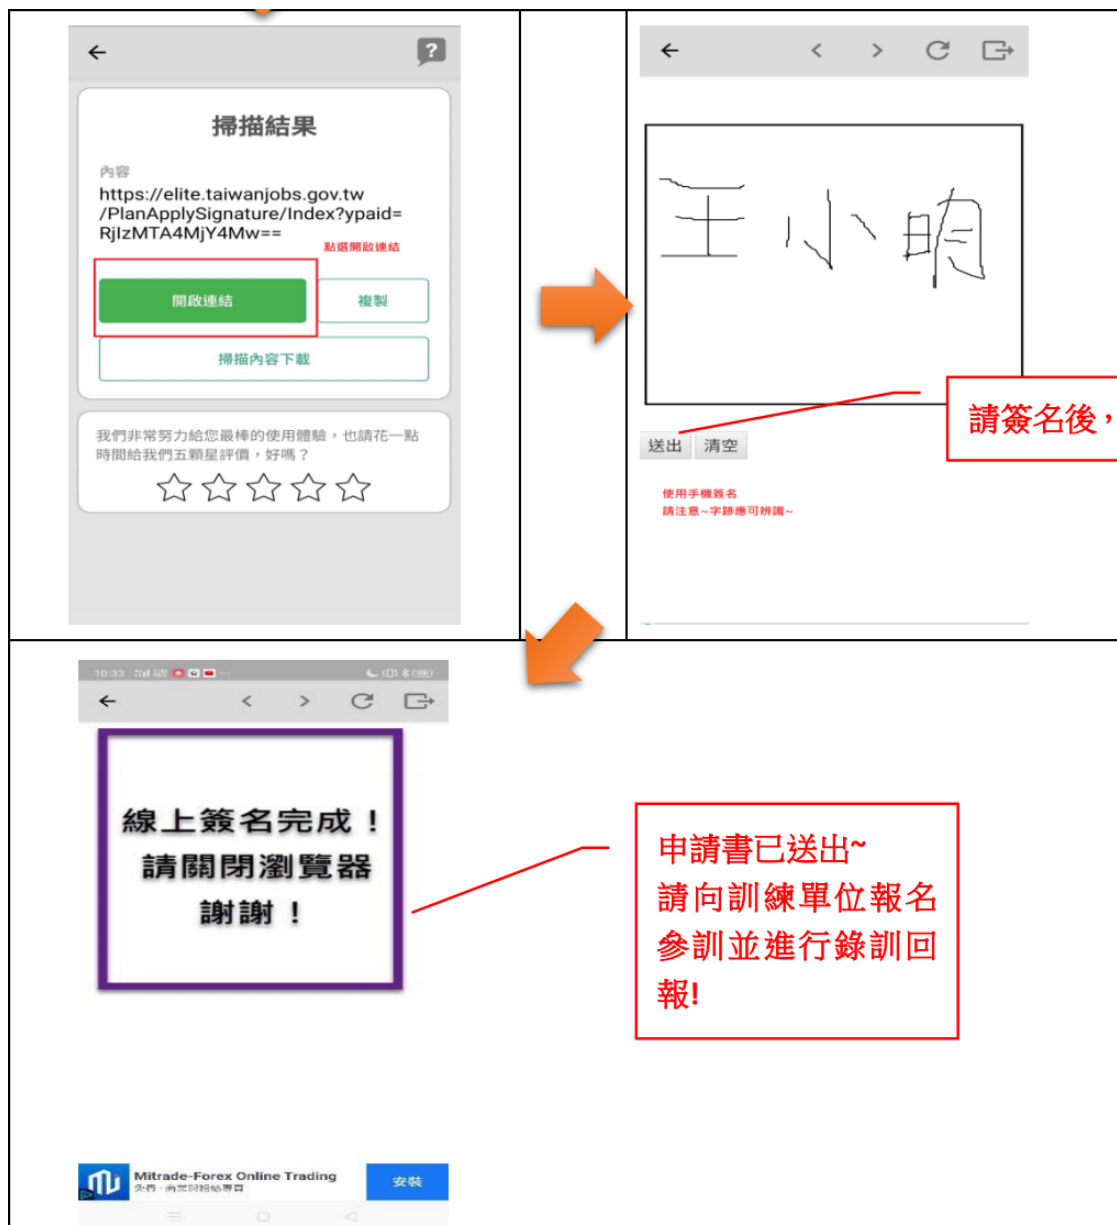 掃描結果
內容
https://elite.taiwanjobs.gov.tw
/PlanApplySignature/Index?ypaid=
RjIzMTA4MjY4Mw==
點選開啟連結
開啟連結
複製
掃描內容下載
我們非常努力給您最棒的使用體驗，也請花一點
時間給我們五顆星評價，好嗎？
王小明
請簽名後，
送出
清空
使用手機簽名
請注意~字跡應可辨識~
10:33
線上簽名完成！
請關閉瀏覽器
謝謝！
申請書已送出~
請向訓練單位報名
參訓並進行錄訓回
報!
Mitrade-Forex Online Trading
安裝